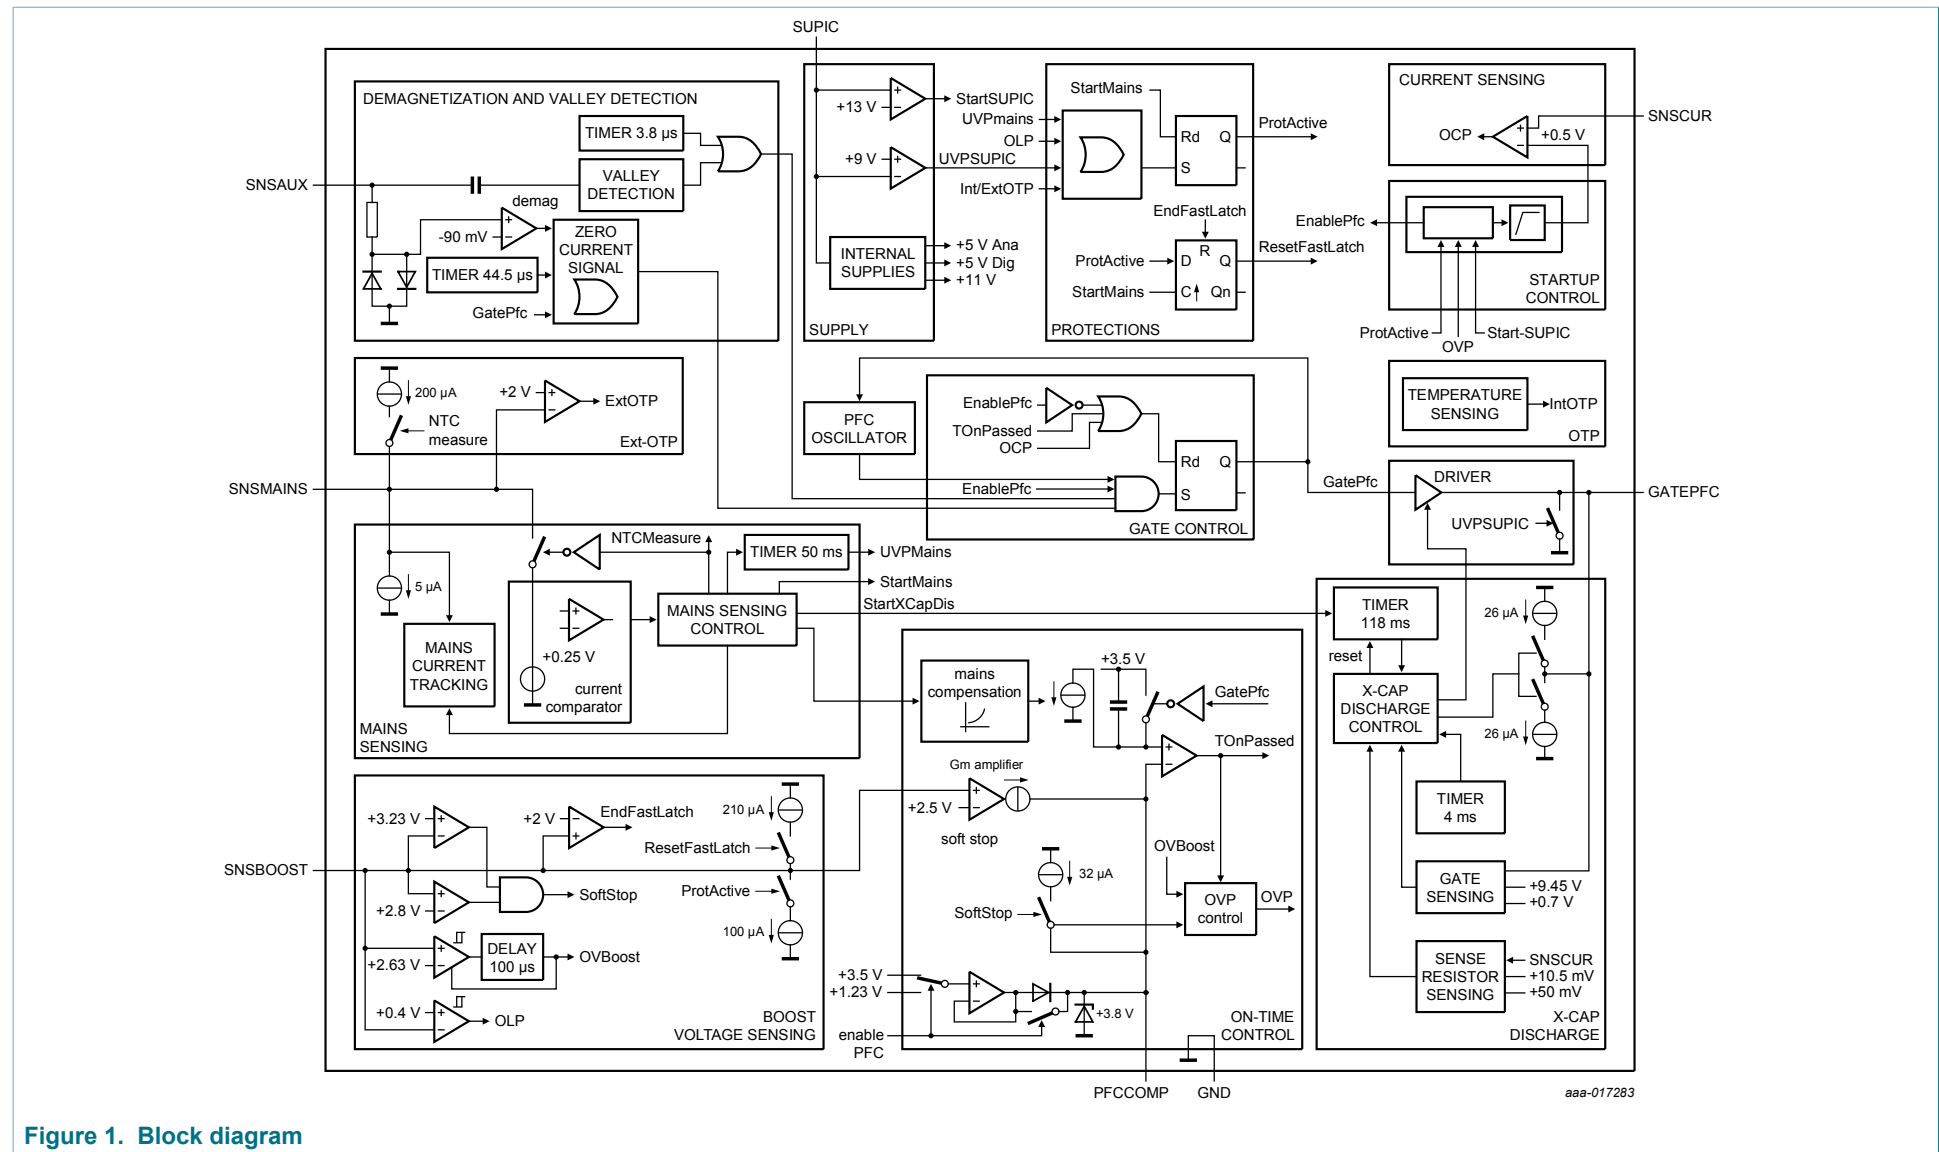 SUPIC
DEMAGNETIZATION AND VALLEY DETECTION
TIMER 3.8 µs
VALLEY
DETECTION
SNSAUX
demag
-90 mV
ZERO
CURRENT
SIGNAL
TIMER 44.5 µs
GatePfc
+13 V
StartSUPIC
+9 V
UVPSUPIC
INTERNAL
SUPPLIES
+5 V Ana
+5 V Dig
+11 V
SUPPLY
StartMains
UVPmains
OLP
Int/ExtOTP
Rd
Q
S
ProtActive
EndFastLatch
R
D
Q
ProtActive
ResetFastLatch
StartMains
C
Qn
PROTECTIONS
CURRENT SENSING
OCP
+0.5 V
SNSCUR
EnablePfc
STARTUP
CONTROL
ProtActive
OVP
Start-SUPIC
200 µA
NTC
measure
+2 V
ExtOTP
Ext-OTP
PFC
OSCILLATOR
EnablePfc
TOnPassed
OCP
EnablePfc
Rd
Q
S
GATE CONTROL
TEMPERATURE
SENSING
IntOTP
OTP
SNSMAINS
GatePfc
DRIVER
UVPSUPIC
GATEPFC
5 µA
MAINS
CURRENT
TRACKING
NTCMeasure
TIMER 50 ms
UVPMains
StartMains
StartXCapDis
MAINS SENSING
CONTROL
+0.25 V
current
comparator
MAINS
SENSING
mains
compensation
+3.5 V
GatePfc
TOnPassed
Gm amplifier
+2.5 V
soft stop
32 µA
SoftStop
OVBoost
OVP
control
OVP
+3.5 V
+1.23 V
enable
PFC
+3.8 V
ON-TIME
CONTROL
TIMER
118 ms
reset
X-CAP
DISCHARGE
CONTROL
26 µA
26 µA
TIMER
4 ms
GATE
SENSING
+9.45 V
+0.7 V
SENSE
RESISTOR
SENSING
SNSCUR
+10.5 mV
+50 mV
X-CAP
DISCHARGE
SNSBOOST
+3.23 V
+2.8 V
SoftStop
+2 V
EndFastLatch
210 µA
ResetFastLatch
ProtActive
100 µA
+2.63 V
DELAY
100 µs
OVBoost
+0.4 V
OLP
BOOST
VOLTAGE SENSING
PFCCOMP
GND
aaa-017283
Figure 1. Block diagram